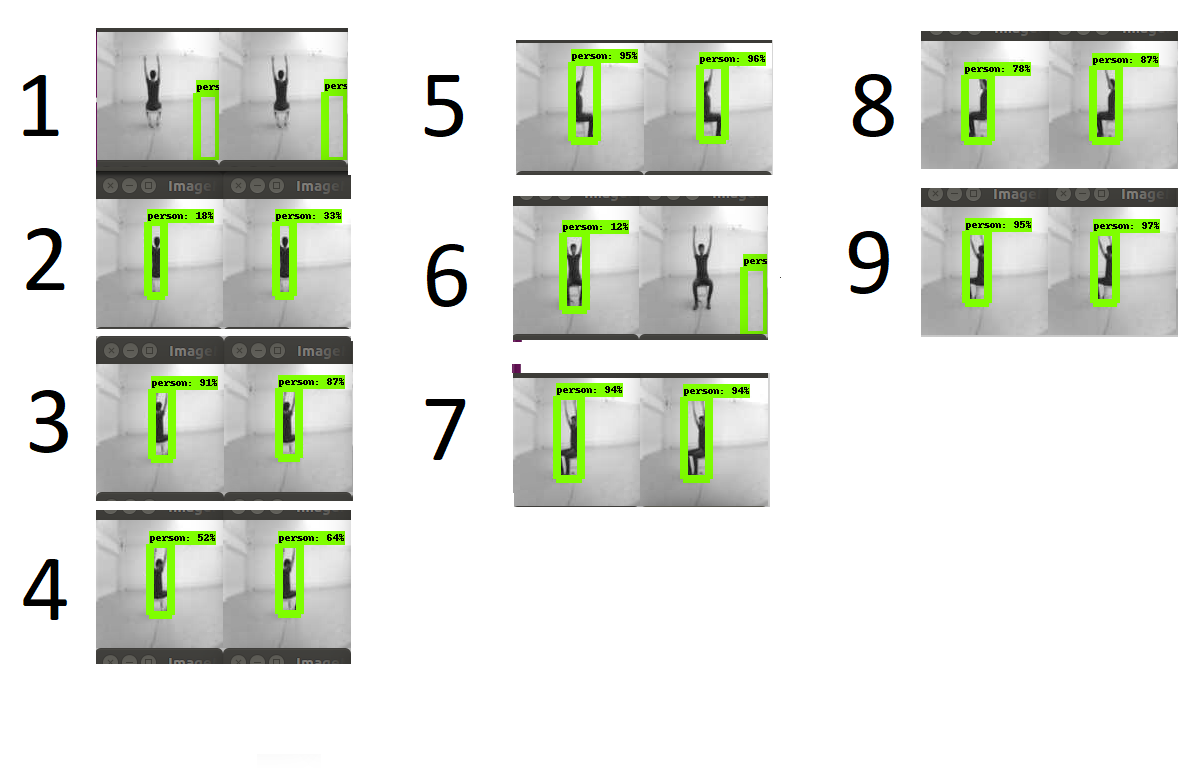 1
pers
pers
Image
Image
2
person: 18%
person: 33%
Image
Image
3
person: 91%
person: 87%
4
person: 52%
person: 64%
Image
Image
5
person: 95%
person: 96%
6
person: 12%
pers
7
person: 94%
person: 94%
8
person: 78%
person: 87%
9
person: 95%
person: 97%